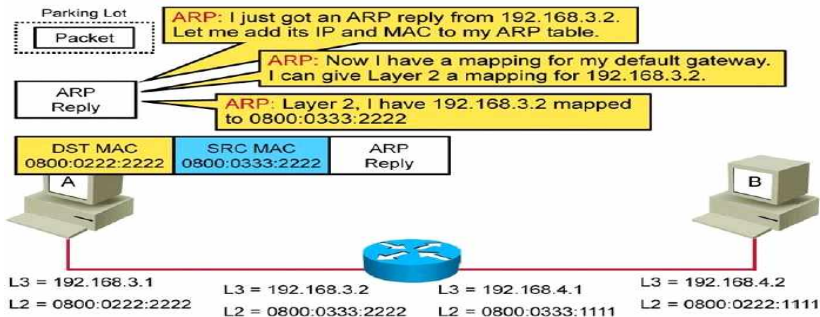 Parking Lot
Packet
ARP: I just got an ARP reply from 192.168.3.2.
Let me add its IP and MAC to my ARP table.
ARP: Now I have a mapping for my default gateway.
I can give Layer 2 a mapping for 192.168.3.2.
ARP
Reply
ARP: Layer 2, I have 192.168.3.2 mapped
to 0800:0333:2222
DST MAC
0800:0222:2222
SRC MAC
0800:0333:2222
ARP
Reply
A
B
L3 = 192.168.3.1
L2 = 0800:0222:2222
L3 = 192.168.3.2
L2 = 0800:0333:2222
L3 = 192.168.4.1
L2 = 0800:0333:1111
L3 = 192.168.4.2
L2 = 0800:0222:1111